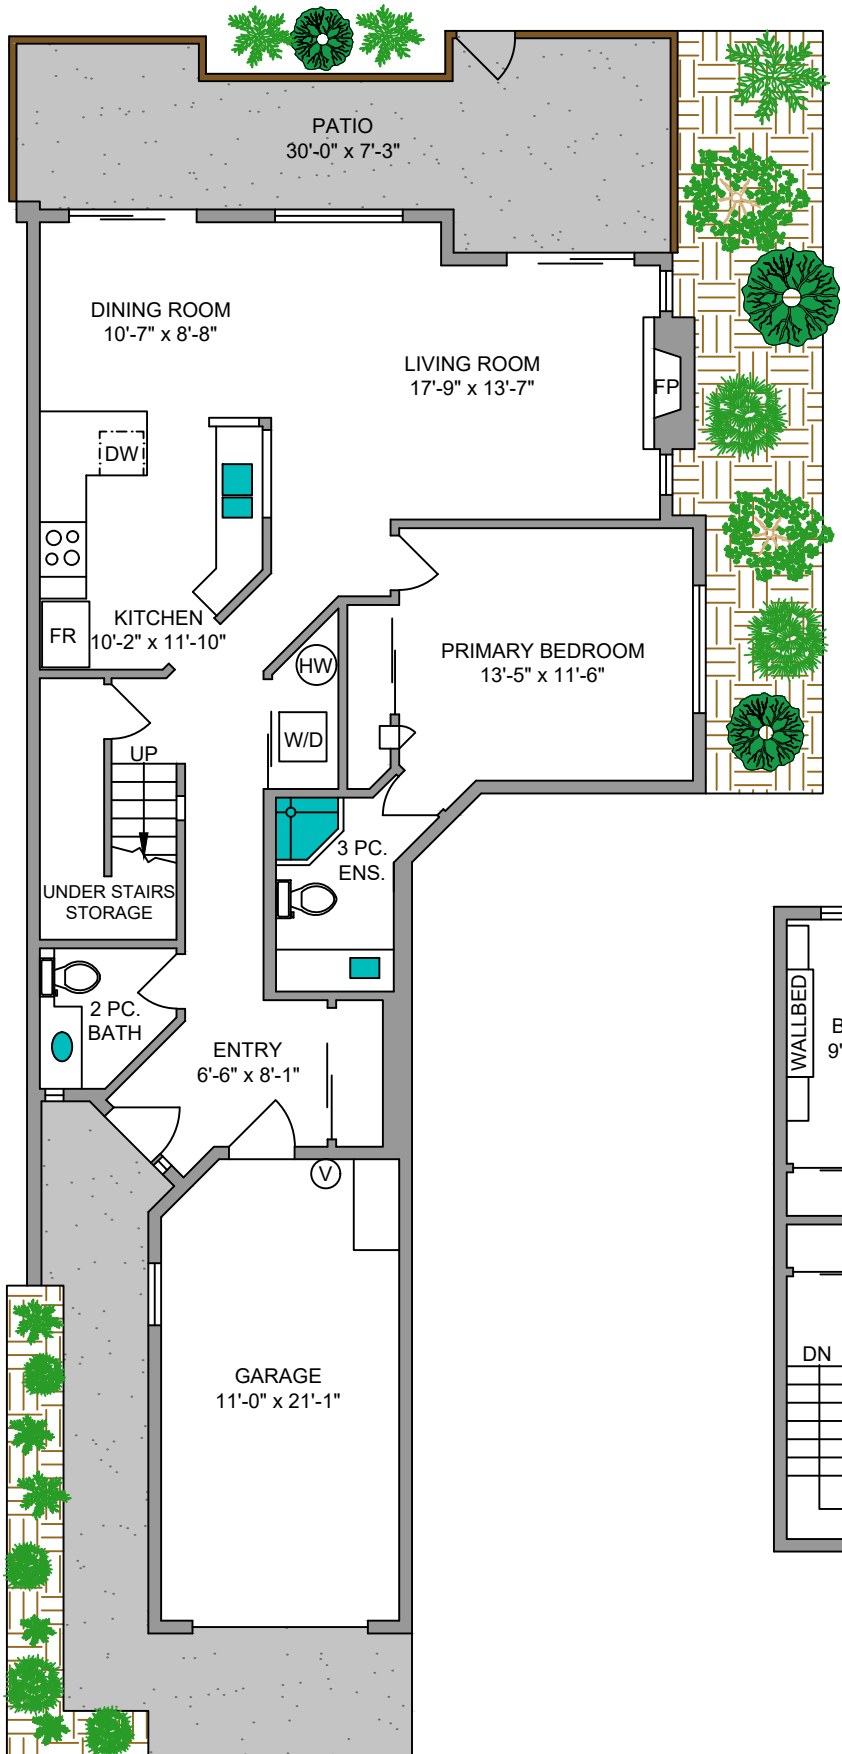 PATIO
30'-0" x 7'-3"
DINING ROOM
10'-7" x 8'-8"
LIVING ROOM
17'-9" x 13'-7"
FP
DW
KITCHEN
10'-2" x 11'-10"
FR
HW
PRIMARY BEDROOM
13'-5" x 11'-6"
W/D
UP
3 PC.
ENS.
UNDER STAIRS
STORAGE
2 PC.
BATH
ENTRY
6'-6" x 8'-1"
V
GARAGE
11'-0" x 21'-1"
WALLBED
B
9'
DN